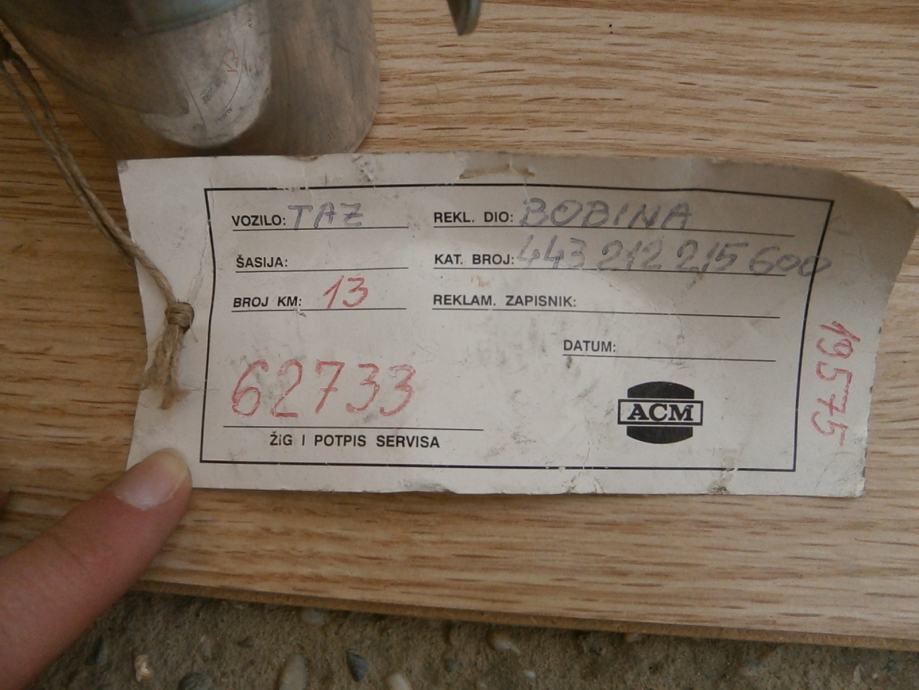 VOZILO: TAZ
REKL. DIO: BOBINA
ŠASIJA:
KAT. BROJ: 443 212 215 600
BROJ KM: 13
REKLAM. ZAPISNIK:
DATUM:
62733
ŽIG I POTPIS SERVISA
ACM
19575